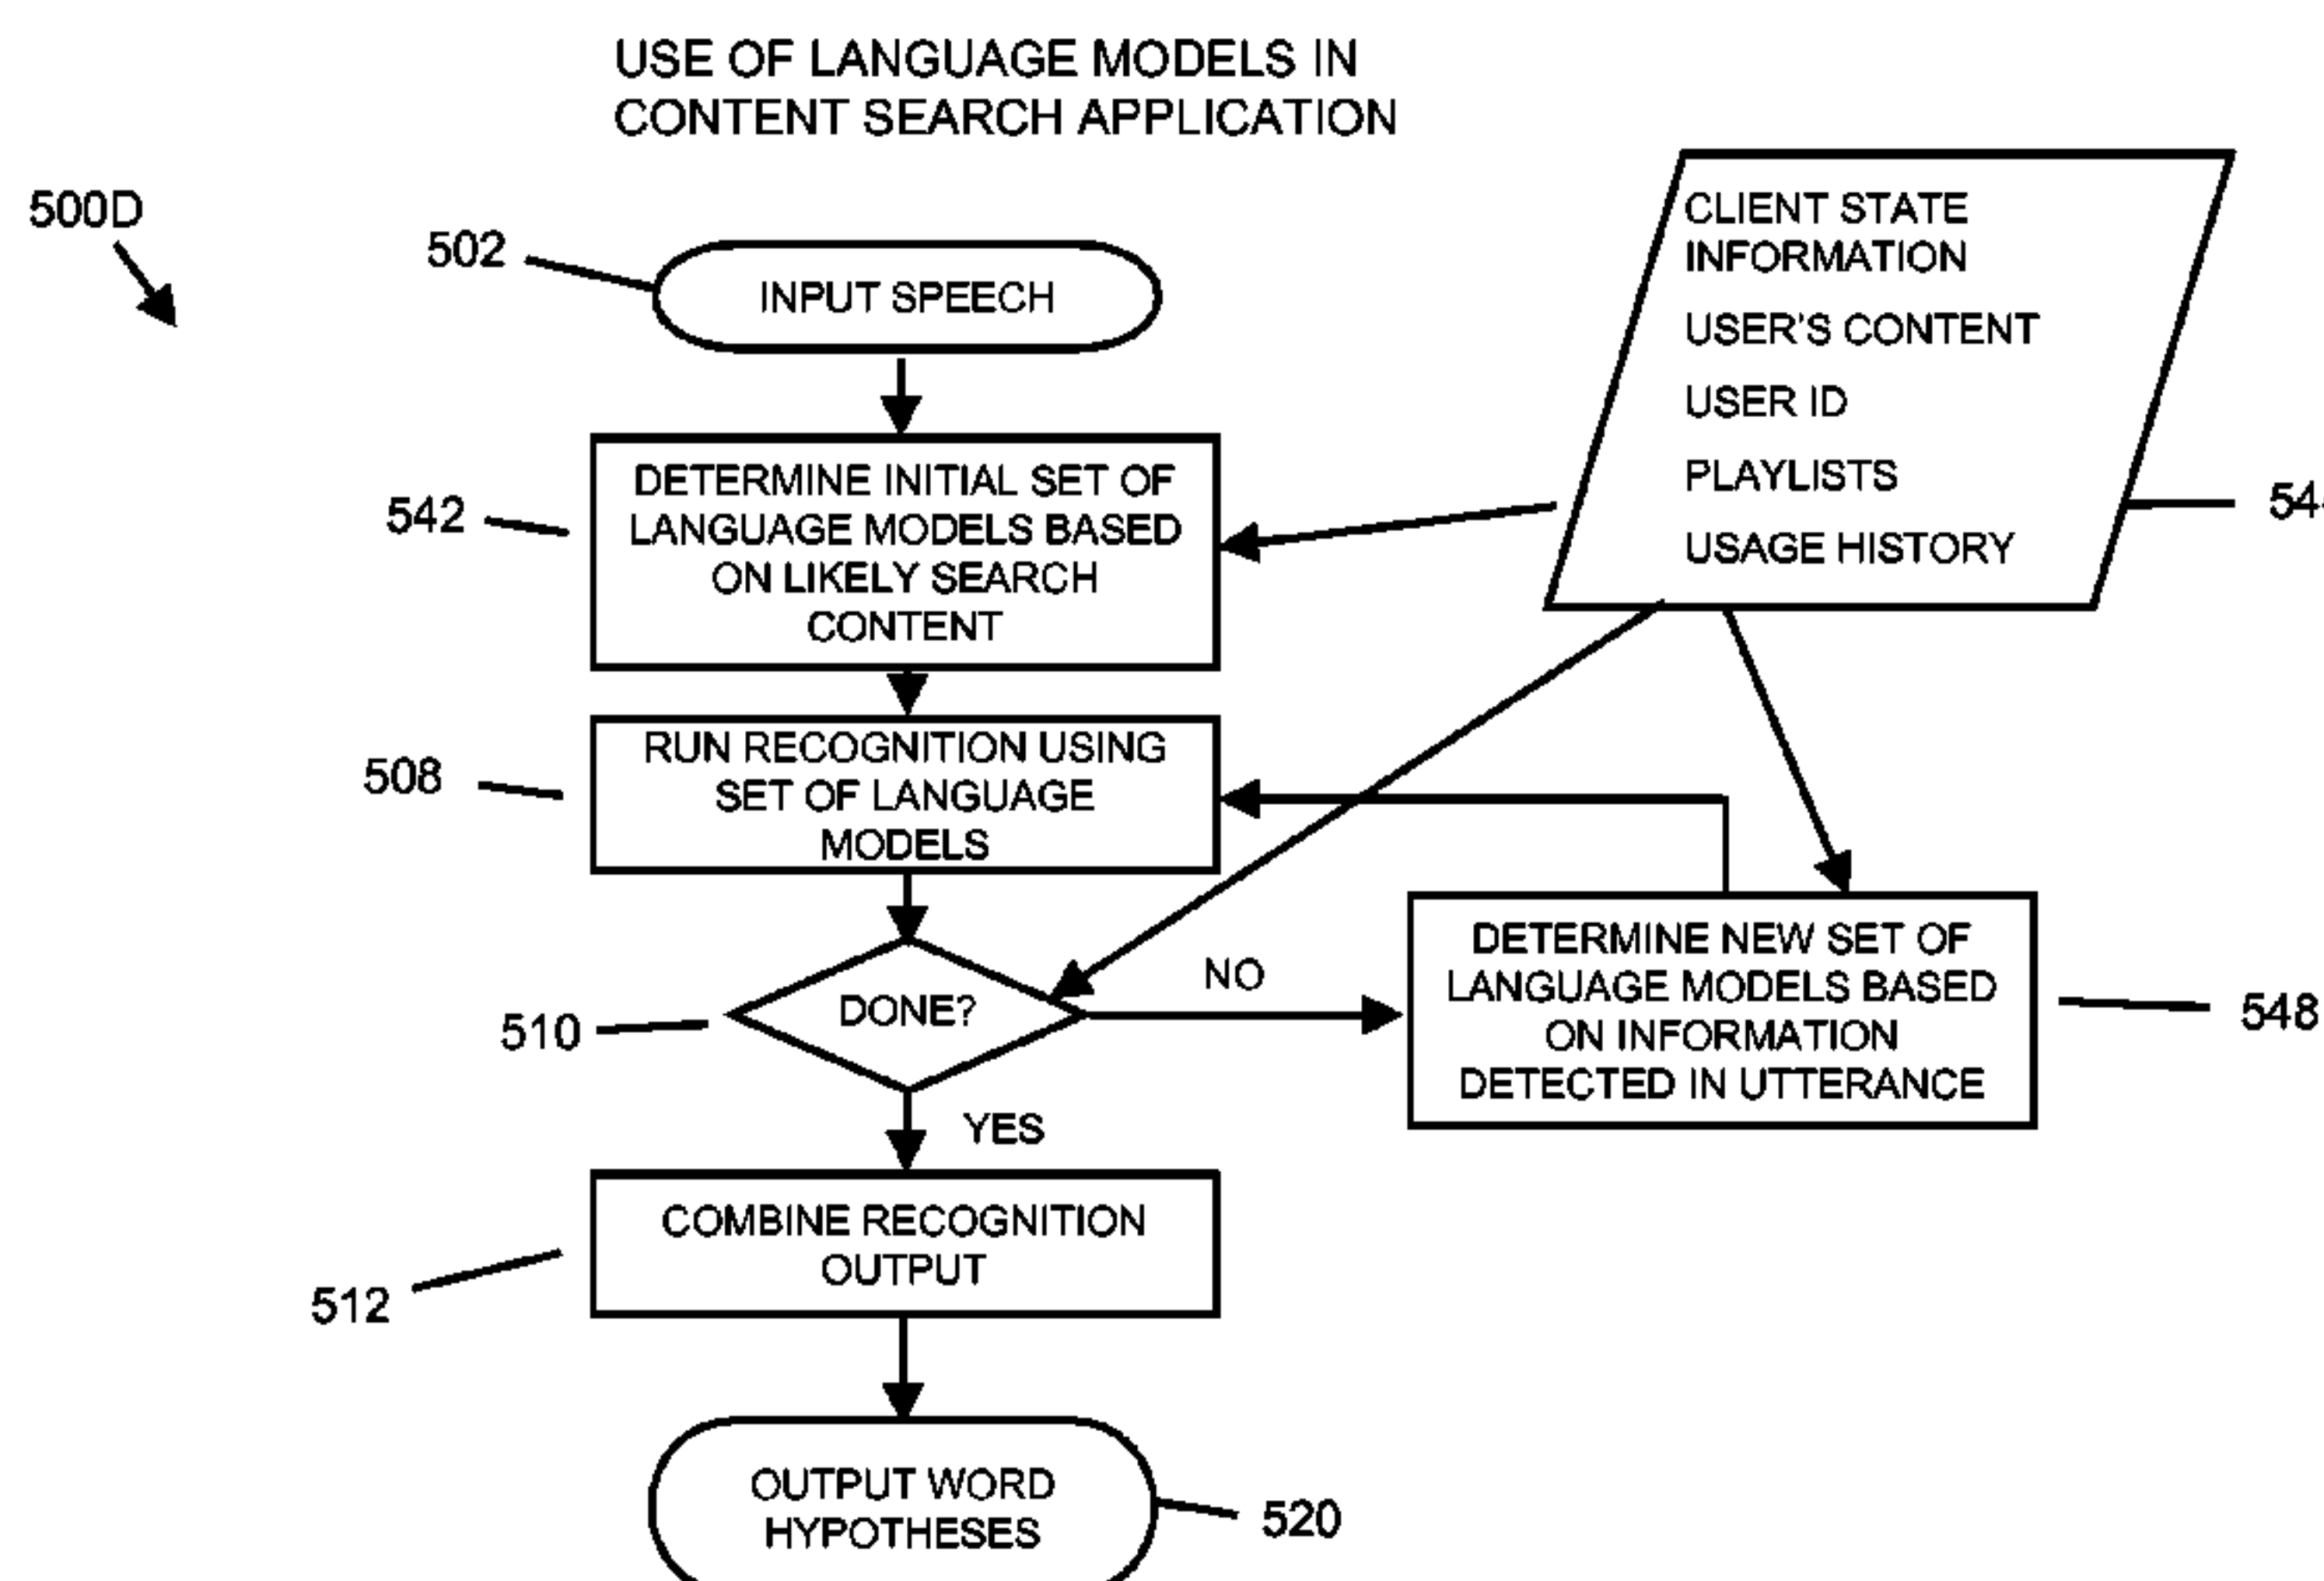 USE OF LANGUAGE MODELS IN
CONTENT SEARCH APPLICATION
500D
502
INPUT SPEECH
CLIENT STATE
INFORMATION
USER'S CONTENT
USER ID
PLAYLISTS
USAGE HISTORY
542
DETERMINE INITIAL SET OF
LANGUAGE MODELS BASED
ON LIKELY SEARCH
CONTENT
508
RUN RECOGNITION USING
SET OF LANGUAGE
MODELS
510
DONE?
NO
YES
DETERMINE NEW SET OF
LANGUAGE MODELS BASED
ON INFORMATION
DETECTED IN UTTERANCE
548
512
COMBINE RECOGNITION
OUTPUT
OUTPUT WORD
HYPOTHESES
520